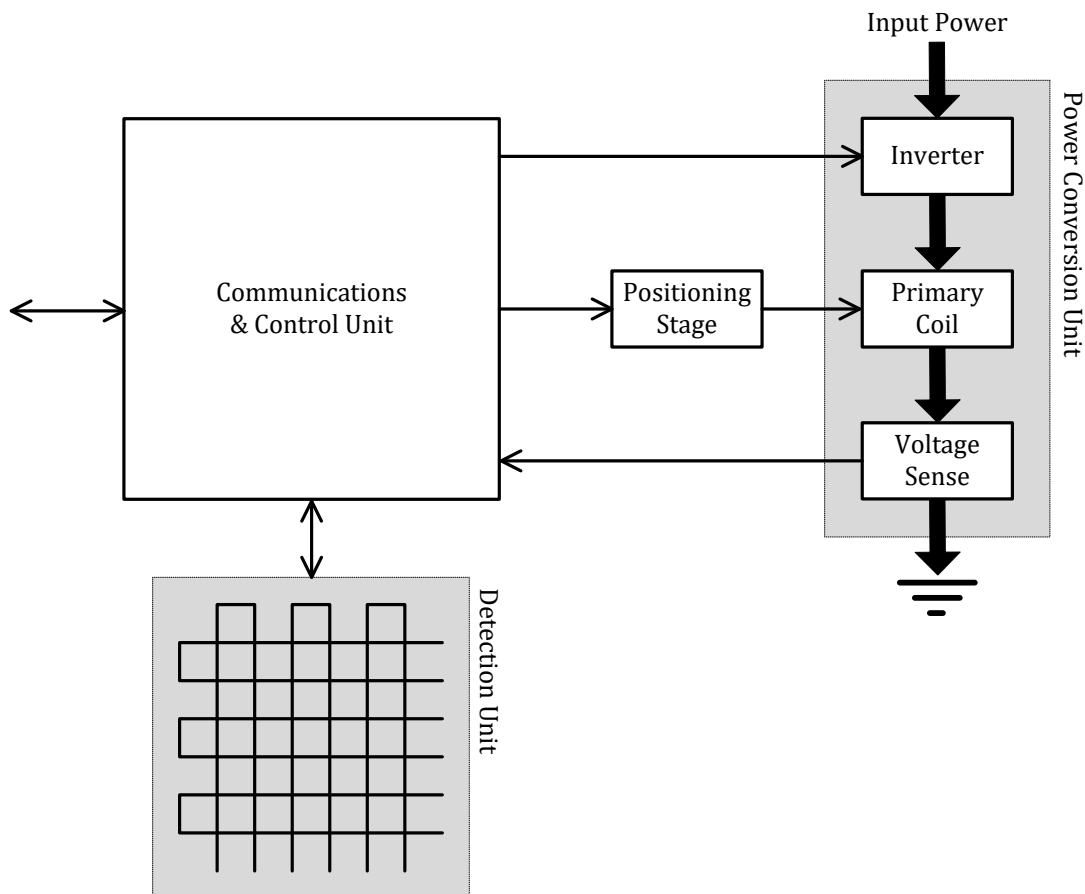 Input Power
Inverter
Power Conversion Unit
Communications
& Control Unit
Positioning
Stage
Primary
Coil
Voltage
Sense
Detection Unit